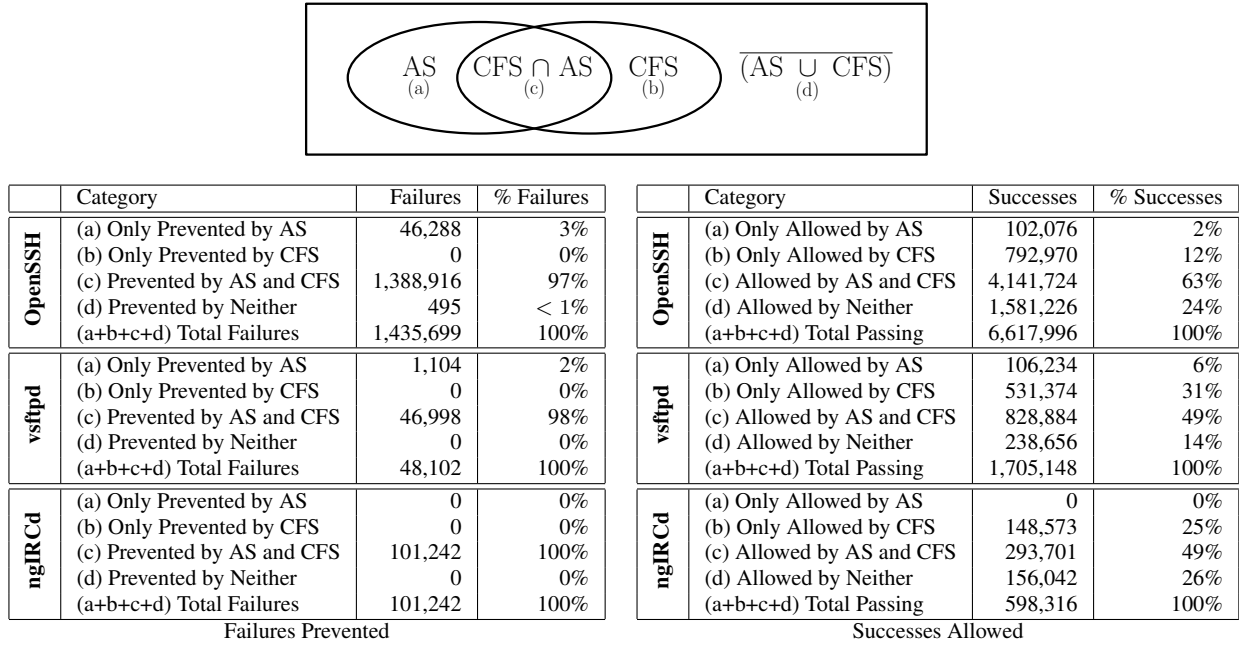 AS CFS ∩ AS CFS (AS ∪ CFS)
(a) (c) (b) (d)
Category Failures % Failures
OpenSSH
(a) Only Prevented by AS 46,288 3%
(b) Only Prevented by CFS 0 0%
(c) Prevented by AS and CFS 1,388,916 97%
(d) Prevented by Neither 495 < 1%
(a+b+c+d) Total Failures 1,435,699 100%
vsftpd
(a) Only Prevented by AS 1,104 2%
(b) Only Prevented by CFS 0 0%
(c) Prevented by AS and CFS 46,998 98%
(d) Prevented by Neither 0 0%
(a+b+c+d) Total Failures 48,102 100%
ngIRCd
(a) Only Prevented by AS 0 0%
(b) Only Prevented by CFS 0 0%
(c) Prevented by AS and CFS 101,242 100%
(d) Prevented by Neither 0 0%
(a+b+c+d) Total Failures 101,242 100%
Failures Prevented
Category Successes % Successes
OpenSSH
(a) Only Allowed by AS 102,076 2%
(b) Only Allowed by CFS 792,970 12%
(c) Allowed by AS and CFS 4,141,724 63%
(d) Allowed by Neither 1,581,226 24%
(a+b+c+d) Total Passing 6,617,996 100%
vsftpd
(a) Only Allowed by AS 106,234 6%
(b) Only Allowed by CFS 531,374 31%
(c) Allowed by AS and CFS 828,884 49%
(d) Allowed by Neither 238,656 14%
(a+b+c+d) Total Passing 1,705,148 100%
ngIRCd
(a) Only Allowed by AS 0 0%
(b) Only Allowed by CFS 148,573 25%
(c) Allowed by AS and CFS 293,701 49%
(d) Allowed by Neither 156,042 26%
(a+b+c+d) Total Passing 598,316 100%
Successes Allowed